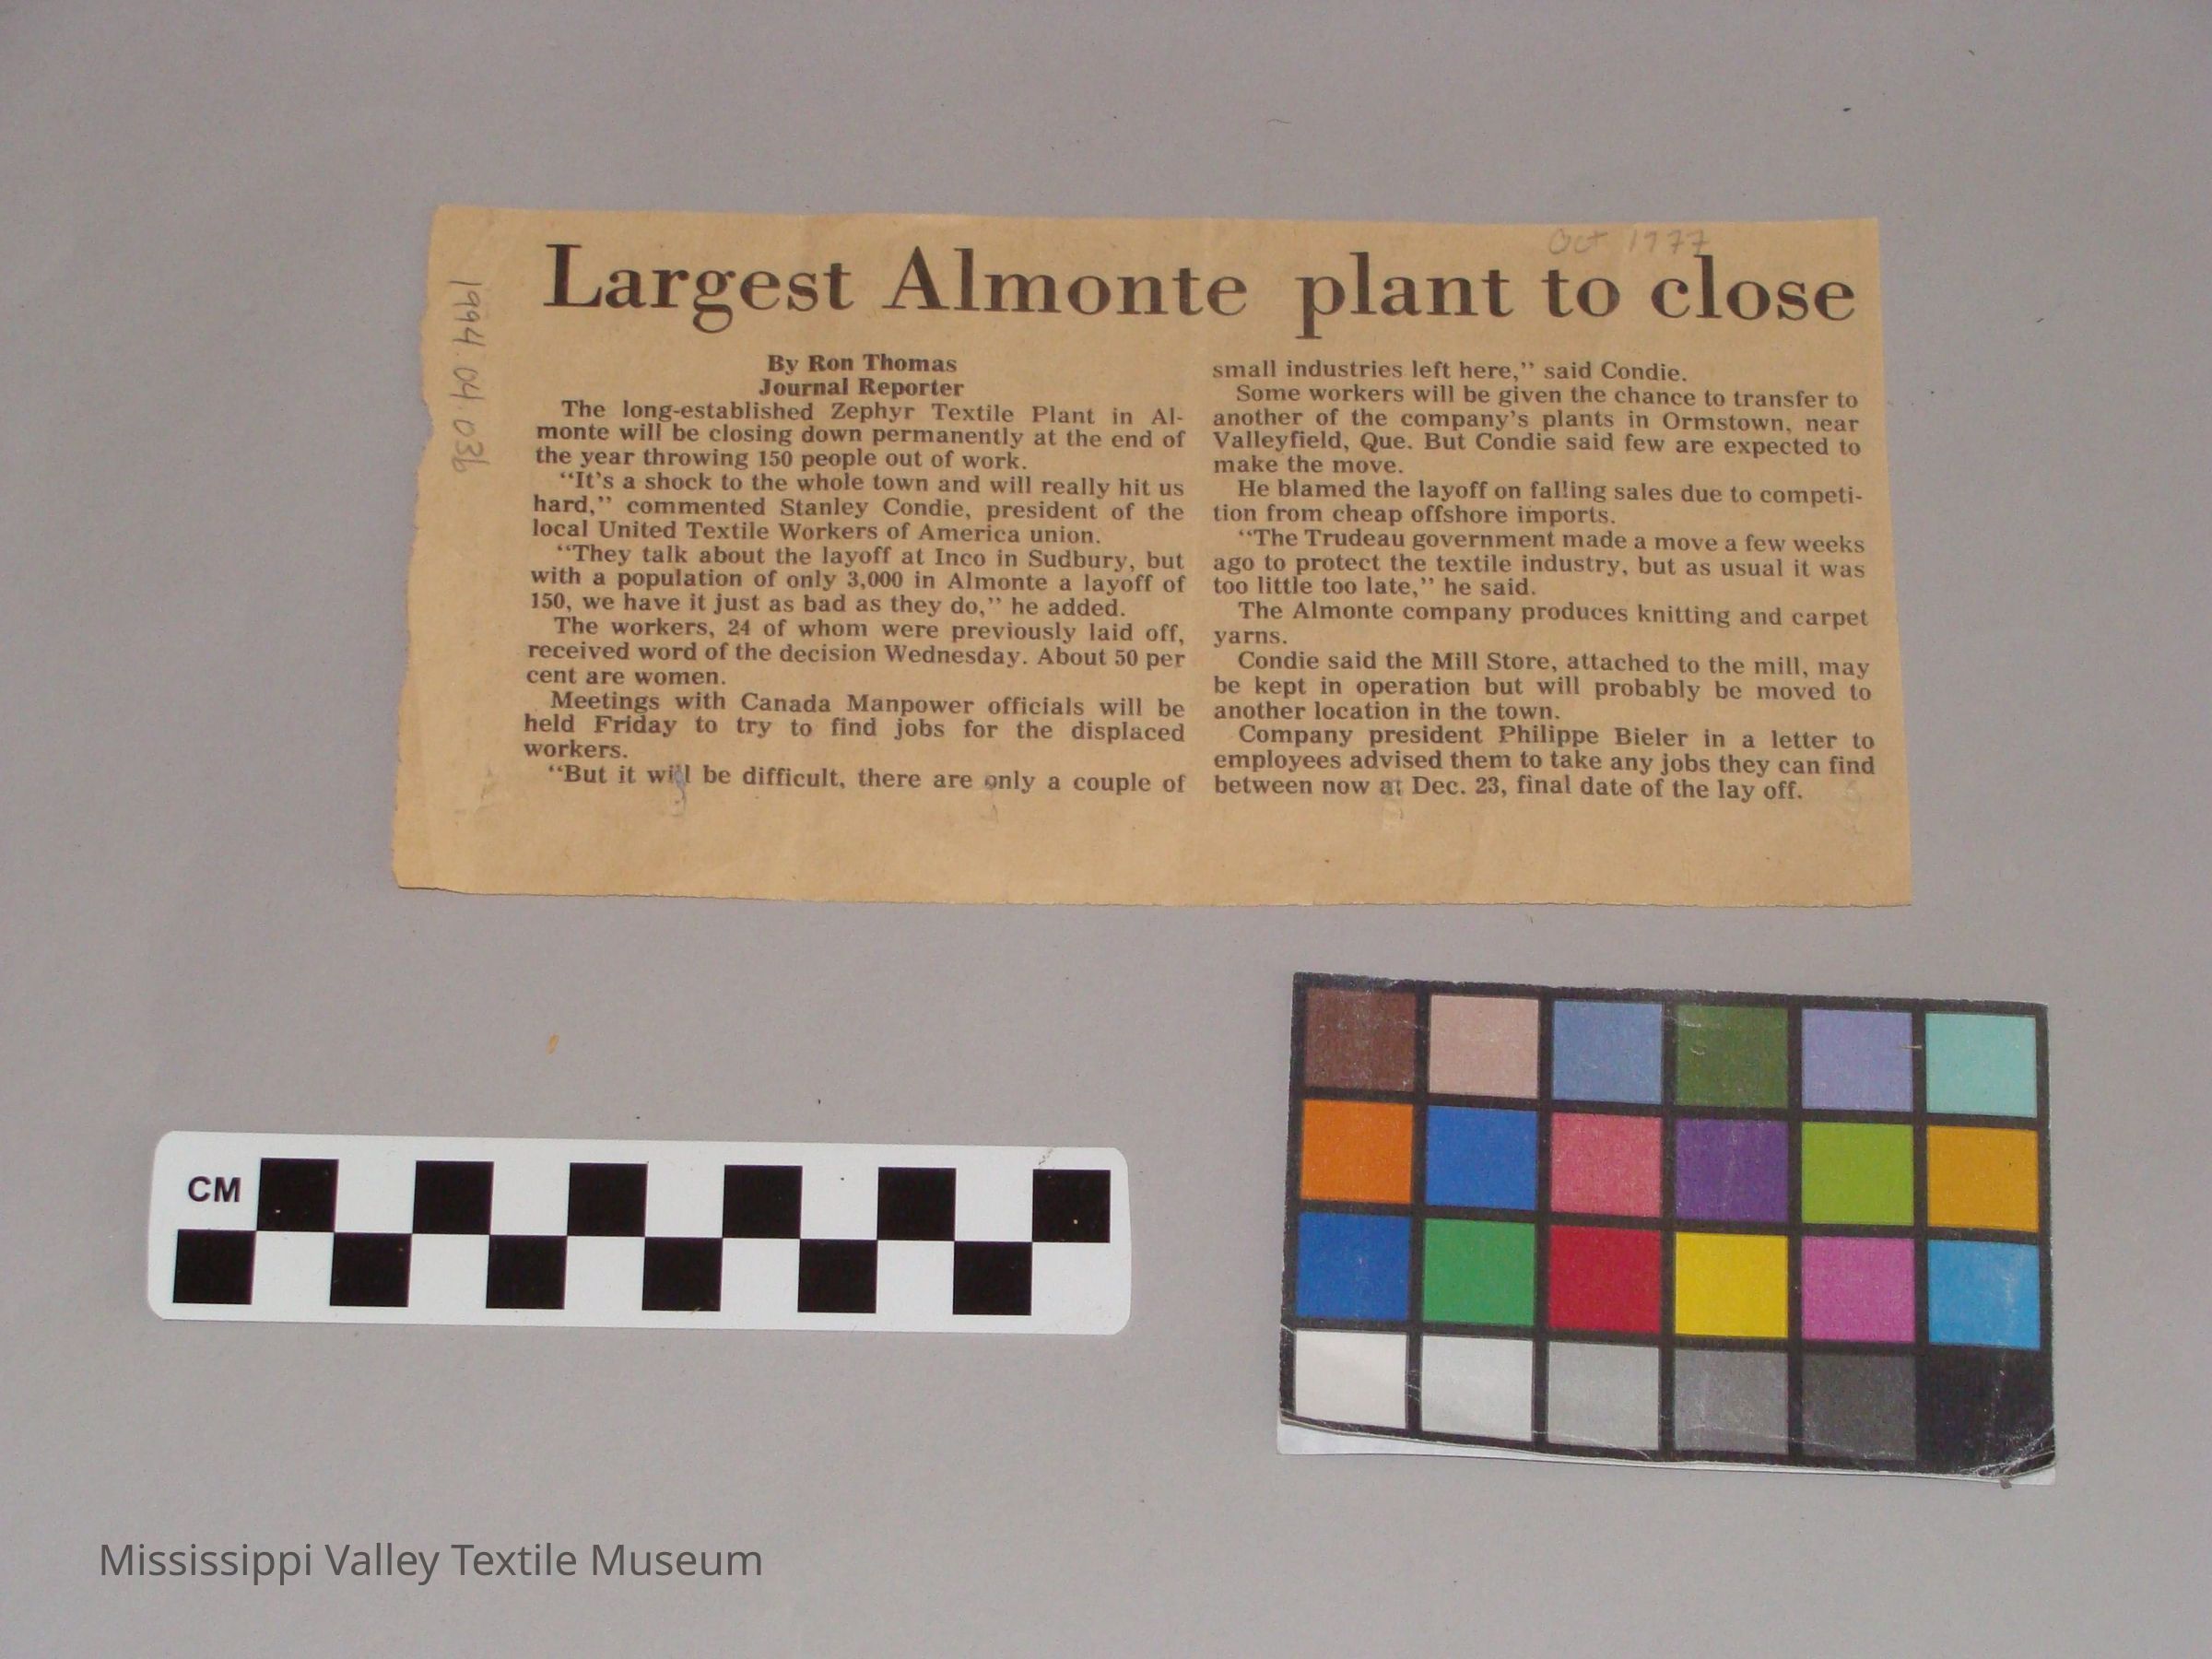 Oct 1977
1994.04.036
Largest Almonte plant to close
By Ron Thomas
Journal Reporter
The long-established Zephyr Textile Plant in Al-
monte will be closing down permanently at the end of
the year throwing 150 people out of work.
"It's a shock to the whole town and will really hit us
hard," commented Stanley Condie, president of the
local United Textile Workers of America union.
"They talk about the layoff at Inco in Sudbury, but
with a population of only 3,000 in Almonte a layoff of
150, we have it just as bad as they do," he added.
The workers, 24 of whom were previously laid off,
received word of the decision Wednesday. About 50 per
cent are women.
Meetings with Canada Manpower officials will be
held Friday to try to find jobs for the displaced
workers.
"But it will be difficult, there are only a couple of
small industries left here," said Condie.
Some workers will be given the chance to transfer to
another of the company's plants in Ormstown, near
Valleyfield, Que. But Condie said few are expected to
make the move.
He blamed the layoff on falling sales due to competi-
tion from cheap offshore imports.
"The Trudeau government made a move a few weeks
ago to protect the textile industry, but as usual it was
too little too late," he said.
The Almonte company produces knitting and carpet
yarns.
Condie said the Mill Store, attached to the mill, may
be kept in operation but will probably be moved to
another location in the town.
Company president Philippe Bieler in a letter to
employees advised them to take any jobs they can find
between now at Dec. 23, final date of the lay off.
CM
Mississippi Valley Textile Museum